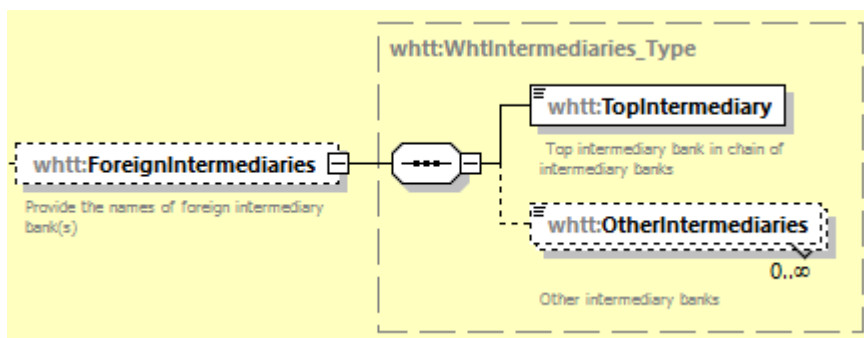 whtt:WhtIntermediaries_Type
whtt:TopIntermediary
Top intermediary bank in chain of
intermediary banks
whtt:ForeignIntermediaries
Provide the names of foreign intermediary
bank(s)
whtt:OtherIntermediaries
0..∞
Other intermediary banks